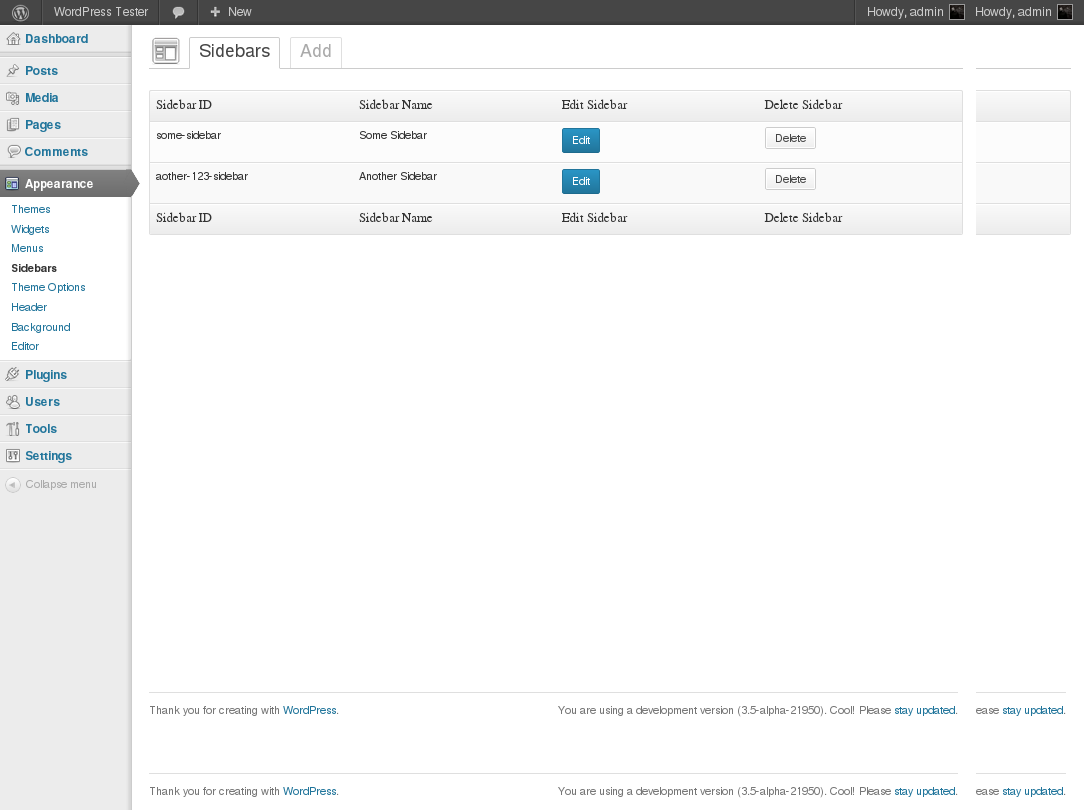 WordPress Tester New Howdy, admin Howdy, admin
Dashboard
Posts
Media
Pages
Comments
Appearance
Themes
Widgets
Menus
Sidebars
Theme Options
Header
Background
Editor
Plugins
Users
Tools
Settings
Collapse menu
Sidebars Add
Sidebar ID Sidebar Name Edit Sidebar Delete Sidebar
some-sidebar Some Sidebar Edit Delete
aother-123-sidebar Another Sidebar Edit Delete
Sidebar ID Sidebar Name Edit Sidebar Delete Sidebar
Thank you for creating with WordPress. You are using a development version (3.5-alpha-21950). Cool! Please stay updated. ease stay updated.
Thank you for creating with WordPress. You are using a development version (3.5-alpha-21950). Cool! Please stay updated. ease stay updated.